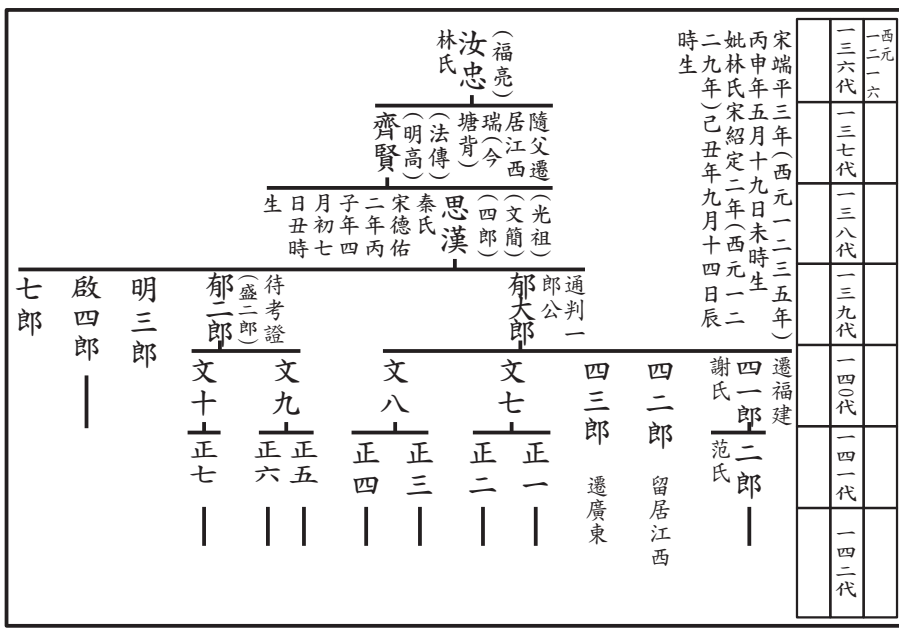 西元
一二一六
一三六代
一三七代
一三八代
一三九代
一四〇代
一四一代
一四二代
宋端平三年(西元一二三五年)
丙申年五月十九日未時生
妣林氏宋紹定二年(西元一二
二九年)己丑年九月十四日辰
時生
(福亮)
汝忠
林氏
隨父遷
居江西
瑞(今
塘背)
(法傳)
(明高)
齊賢
(光祖)
(文簡)
(四郎)
思漢
秦氏
宋德佑
二年丙
子年四
月初七
日丑時
生
通判一
郎公
郁大郎
待考證
(盛二郎)
郁二郎
明三郎
啟四郎
七郎
遷福建
四一郎
謝氏
四二郎
留居江西
四三郎
遷廣東
文七
文八
文九
文十
二郎
范氏
正一
正二
正三
正四
正五
正六
正七